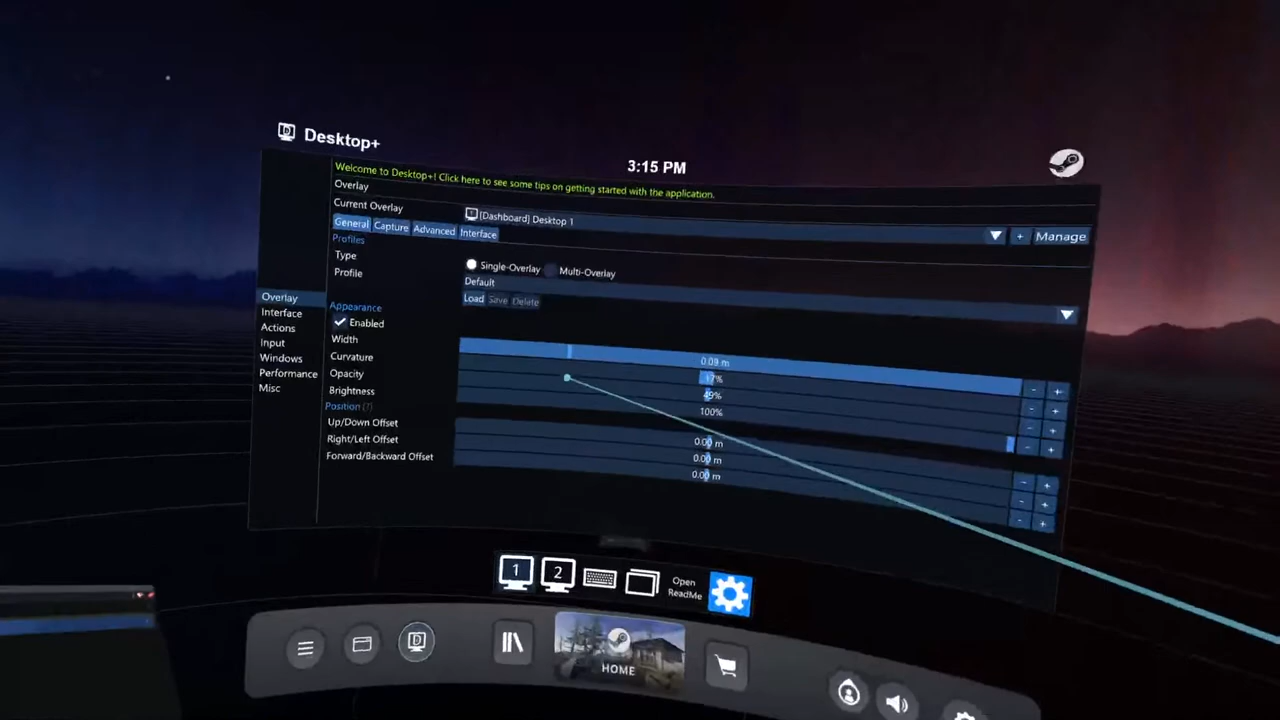 Desktop+
3:15 PM
Welcome to Desktop+! Click here to see some tips on getting started with the application.
Overlay
Current Overlay
[Dashboard] Desktop 1
+ Manage
General Capture Advanced Interface
Profiles
Type
Single-Overlay Multi-Overlay
Profile
Default
Load Save Delete
Overlay
Interface
Actions
Input
Windows
Performance
Misc
Appearance
Enabled
Width
0.09 m
- +
Curvature
17%
- +
Opacity
49%
- +
Brightness
100%
- +
Position [?]
Up/Down Offset
0.00 m
- +
Right/Left Offset
0.00 m
- +
Forward/Backward Offset
0.00 m
- +
1
2
Open
ReadMe
HOME